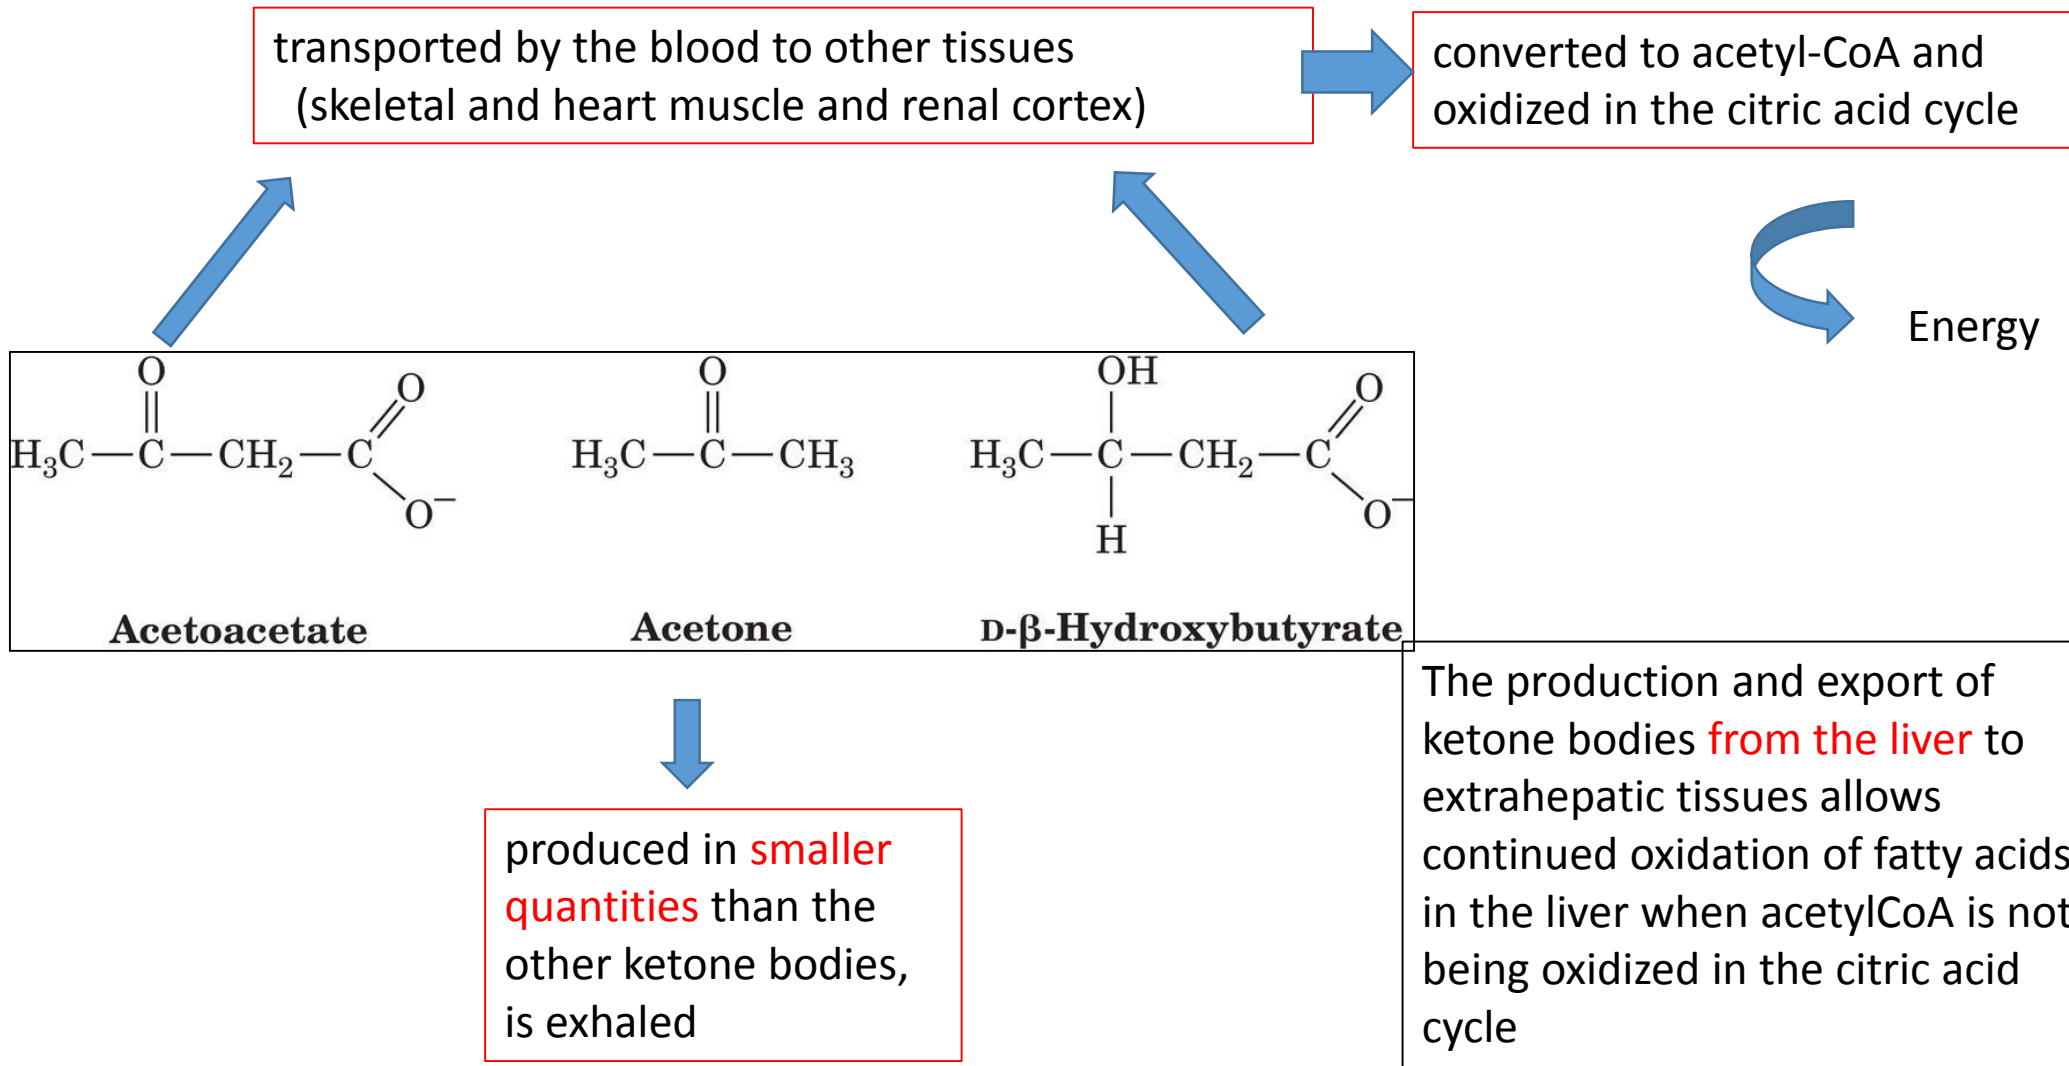 transported by the blood to other tissues
(skeletal and heart muscle and renal cortex)
converted to acetyl-CoA and
oxidized in the citric acid cycle
Energy
O
O
H₃C—C—CH₂—C
O⁻
Acetoacetate
O
H₃C—C—CH₃
Acetone
OH
O
H₃C—C—CH₂—C
O⁻
H
D-β-Hydroxybutyrate
produced in smaller
quantities than the
other ketone bodies,
is exhaled
The production and export of
ketone bodies from the liver to
extrahepatic tissues allows
continued oxidation of fatty acids
in the liver when acetylCoA is not
being oxidized in the citric acid
cycle